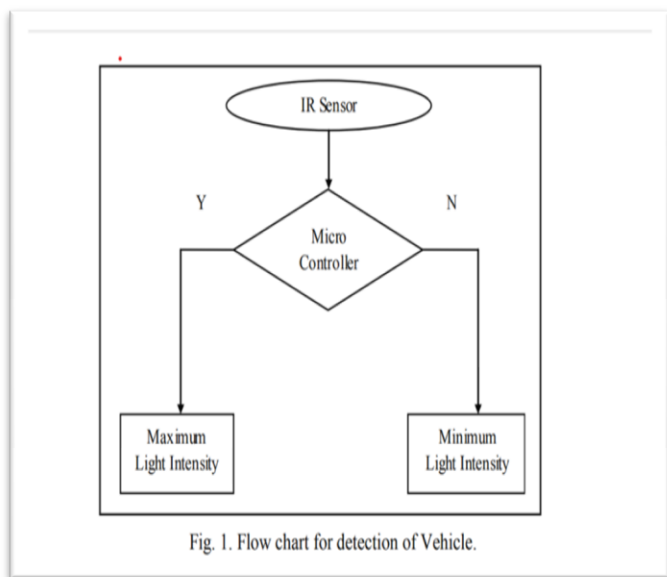 IR Sensor
Y
N
Micro
Controller
Maximum
Light Intensity
Minimum
Light Intensity
Fig. 1. Flow chart for detection of Vehicle.